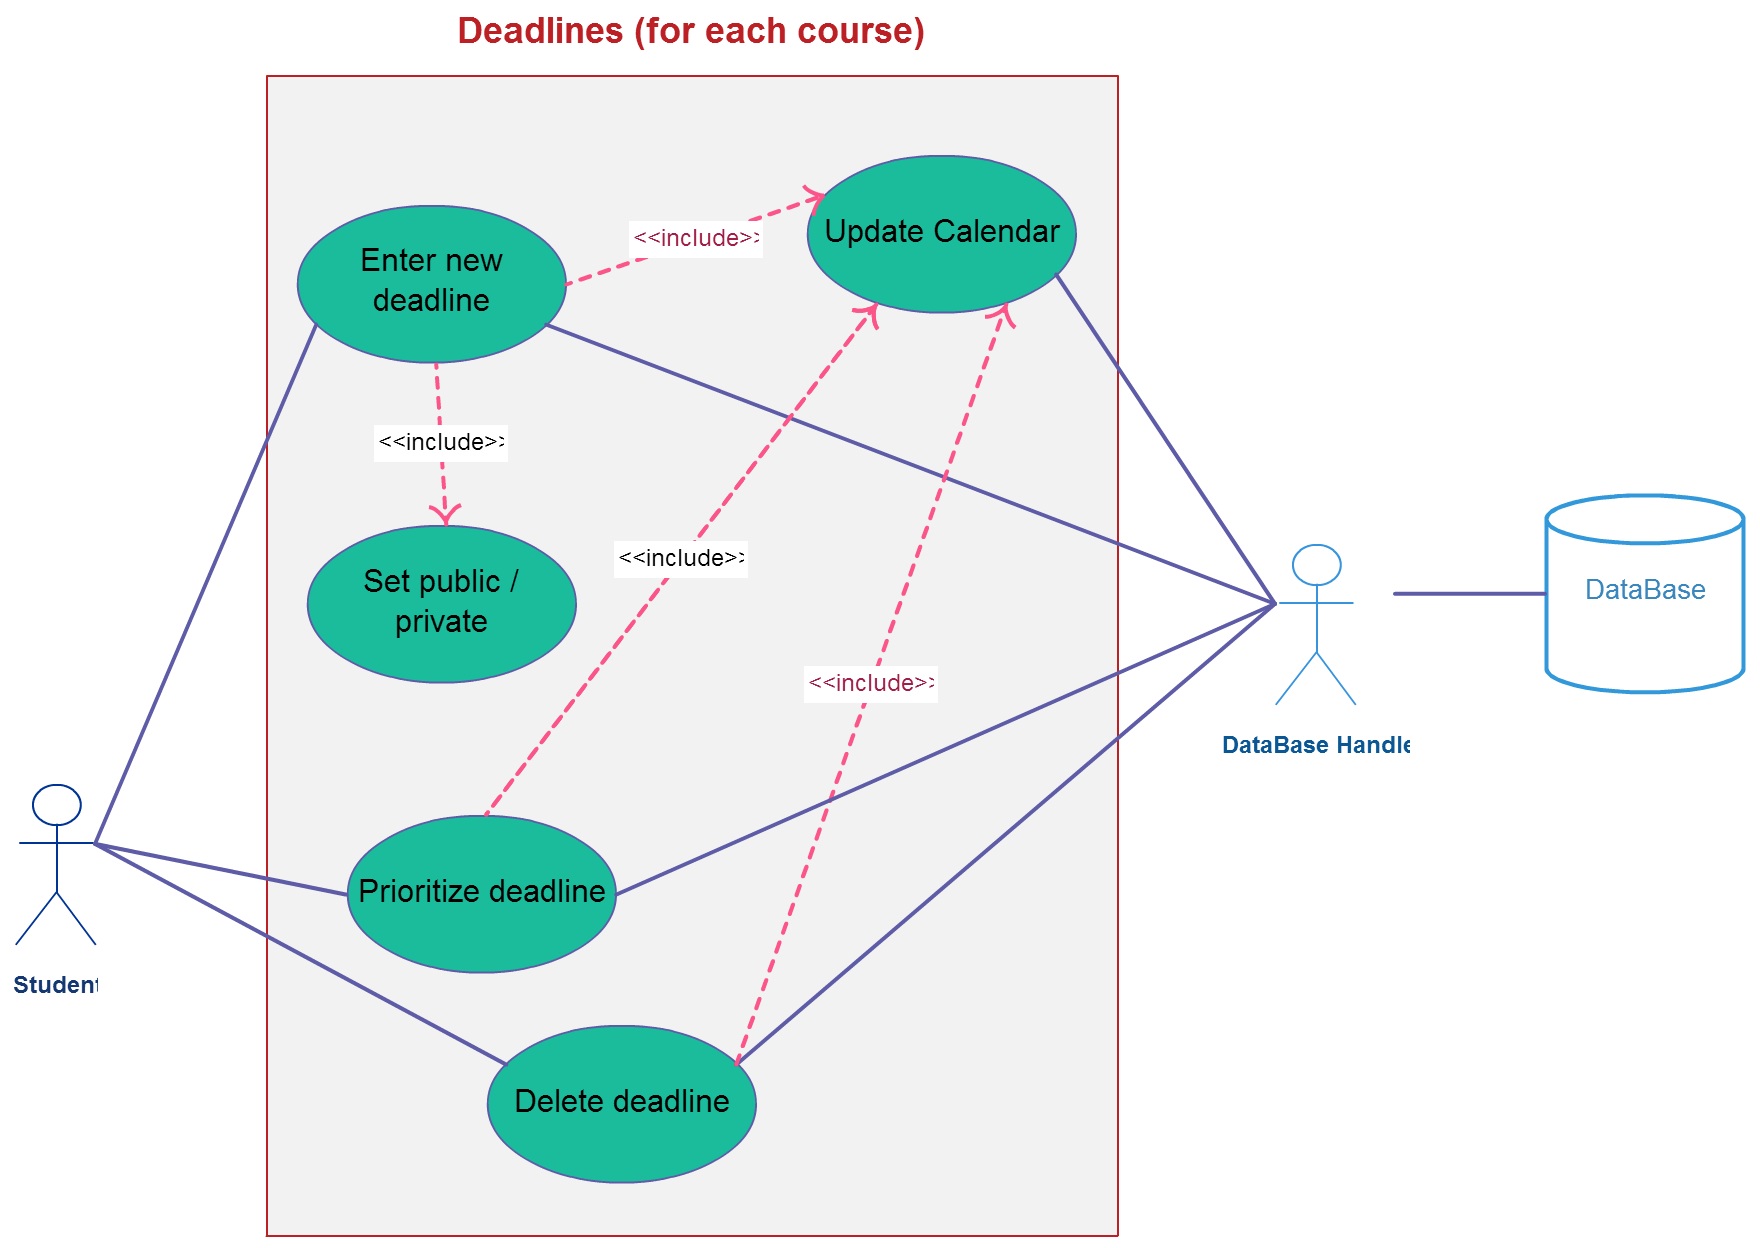 Deadlines (for each course)
Update Calendar
<<include>>
Enter new
deadline
<<include>>
<<include>>
Set public /
private
DataBase
<<include>>
DataBase Handle
Prioritize deadline
Student
Delete deadline